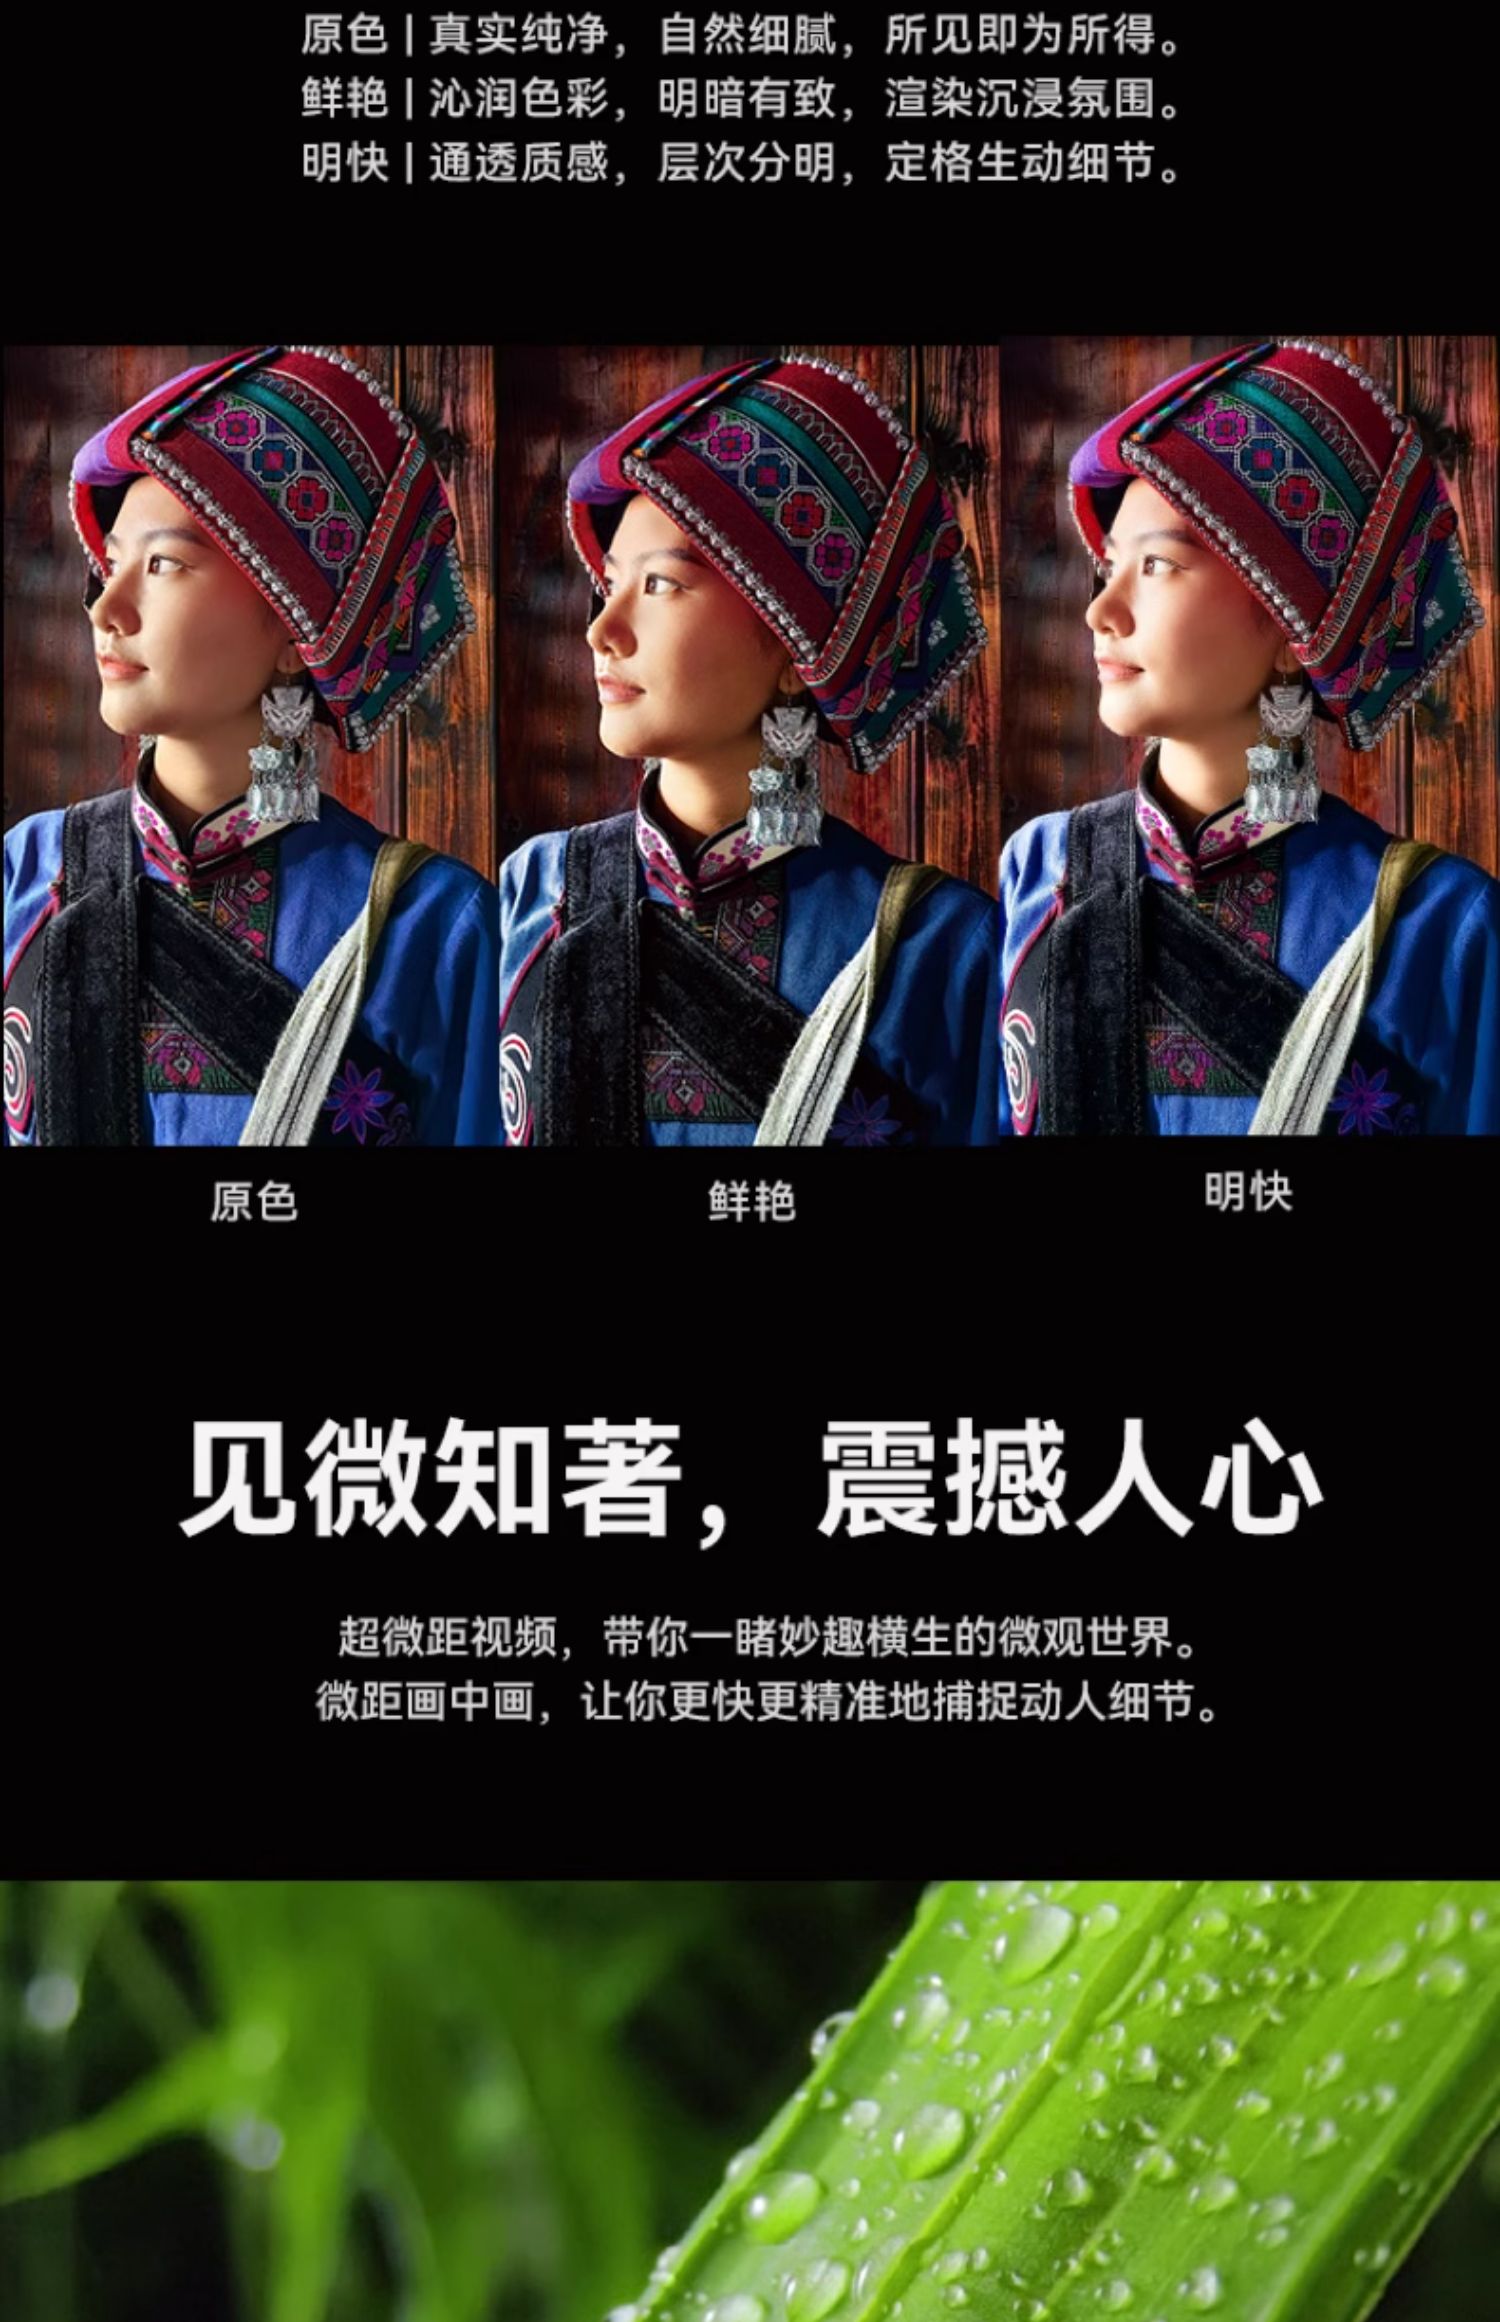 原色 | 真实纯净，自然细腻，所见即为所得。
鲜艳 | 沁润色彩，明暗有致，渲染沉浸氛围。
明快 | 通透质感，层次分明，定格生动细节。
原色
鲜艳
明快
见微知著，震撼人心
超微距视频，带你一睹妙趣横生的微观世界。
微距画中画，让你更快更精准地捕捉动人细节。